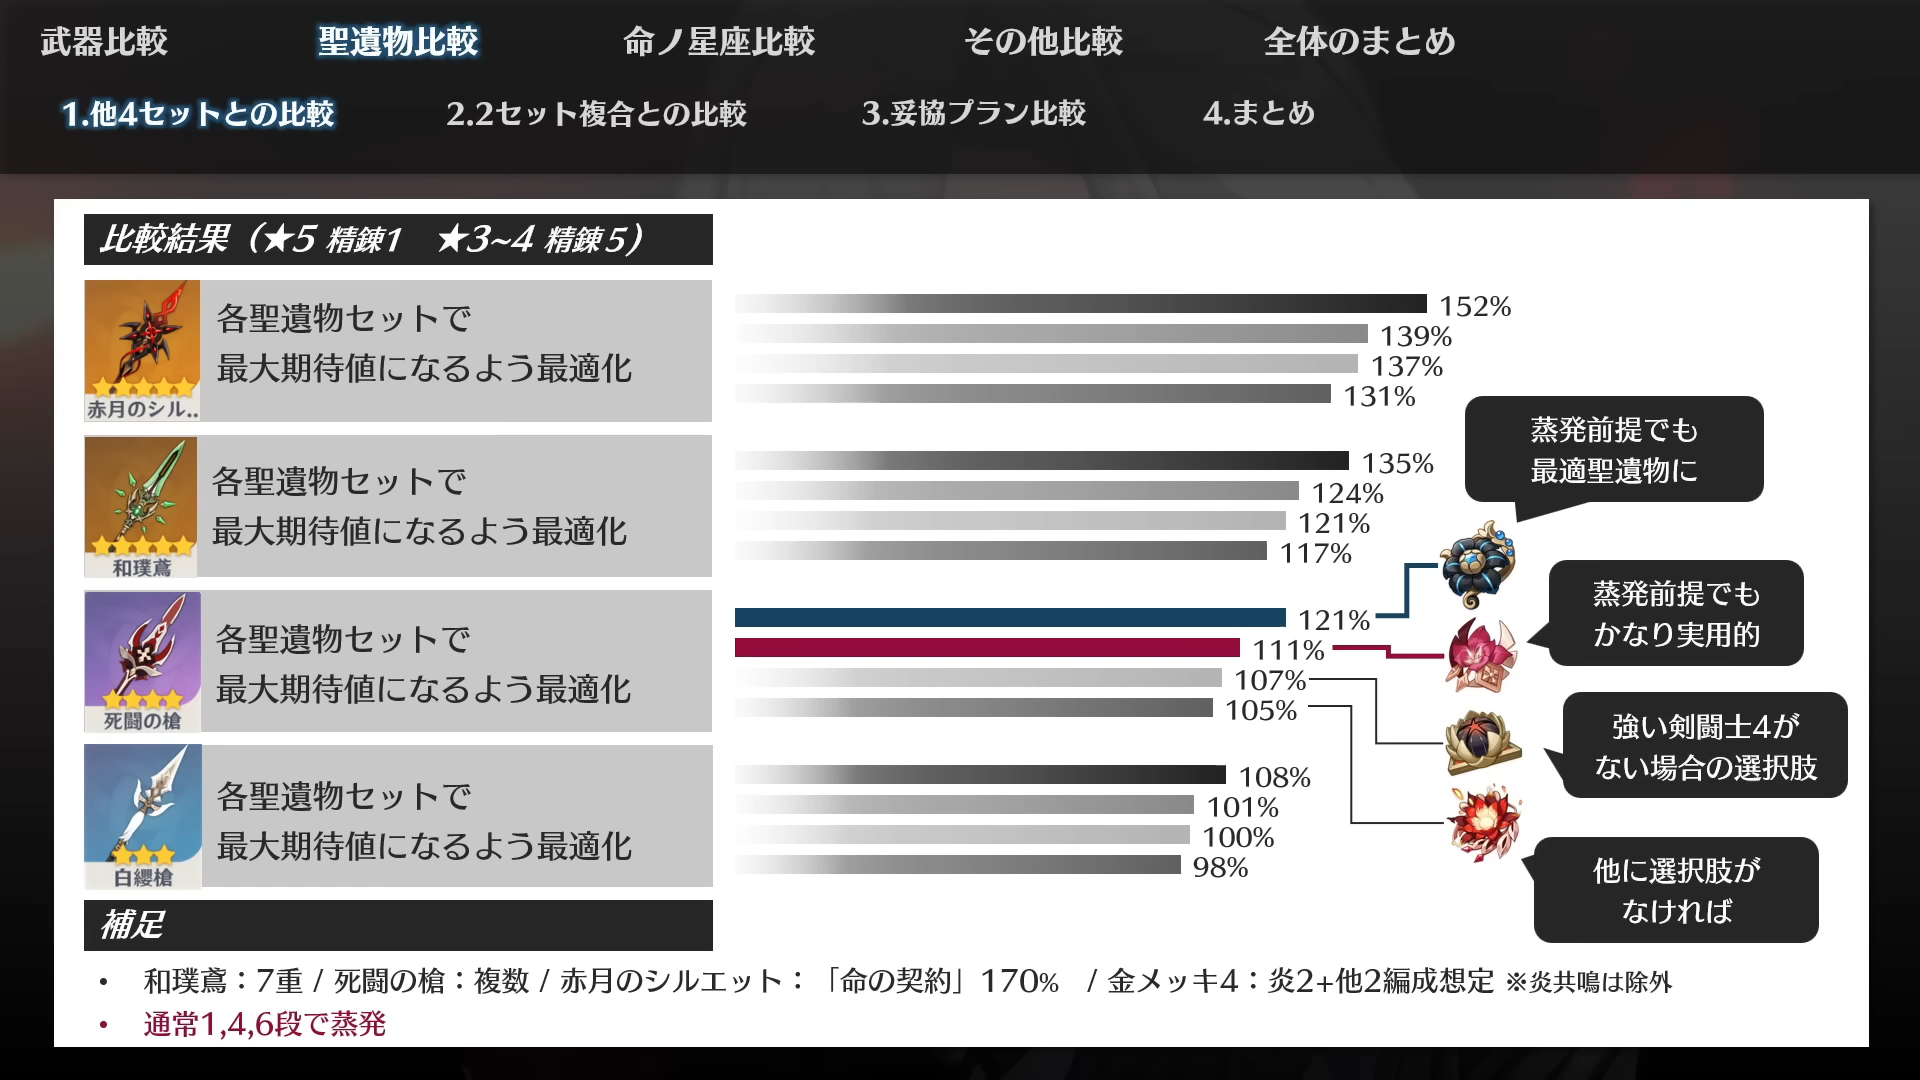 武器比較
聖遺物比較
命ノ星座比較
その他比較
全体のまとめ
1.他4セットとの比較
2.2セット複合との比較
3.妥協プラン比較
4.まとめ
比較結果（★5 精錬1　★3~4 精錬5）
赤月のシル..
各聖遺物セットで
最大期待値になるよう最適化
152%
139%
137%
131%
和璞鳶
各聖遺物セットで
最大期待値になるよう最適化
135%
124%
121%
117%
死闘の槍
各聖遺物セットで
最大期待値になるよう最適化
121%
111%
107%
105%
白纓槍
各聖遺物セットで
最大期待値になるよう最適化
108%
101%
100%
98%
蒸発前提でも
最適聖遺物に
蒸発前提でも
かなり実用的
強い剣闘士4が
ない場合の選択肢
他に選択肢が
なければ
補足
• 和璞鳶：7重 / 死闘の槍：複数 / 赤月のシルエット：「命の契約」170%　/ 金メッキ4：炎2+他2編成想定 ※炎共鳴は除外
• 通常1,4,6段で蒸発